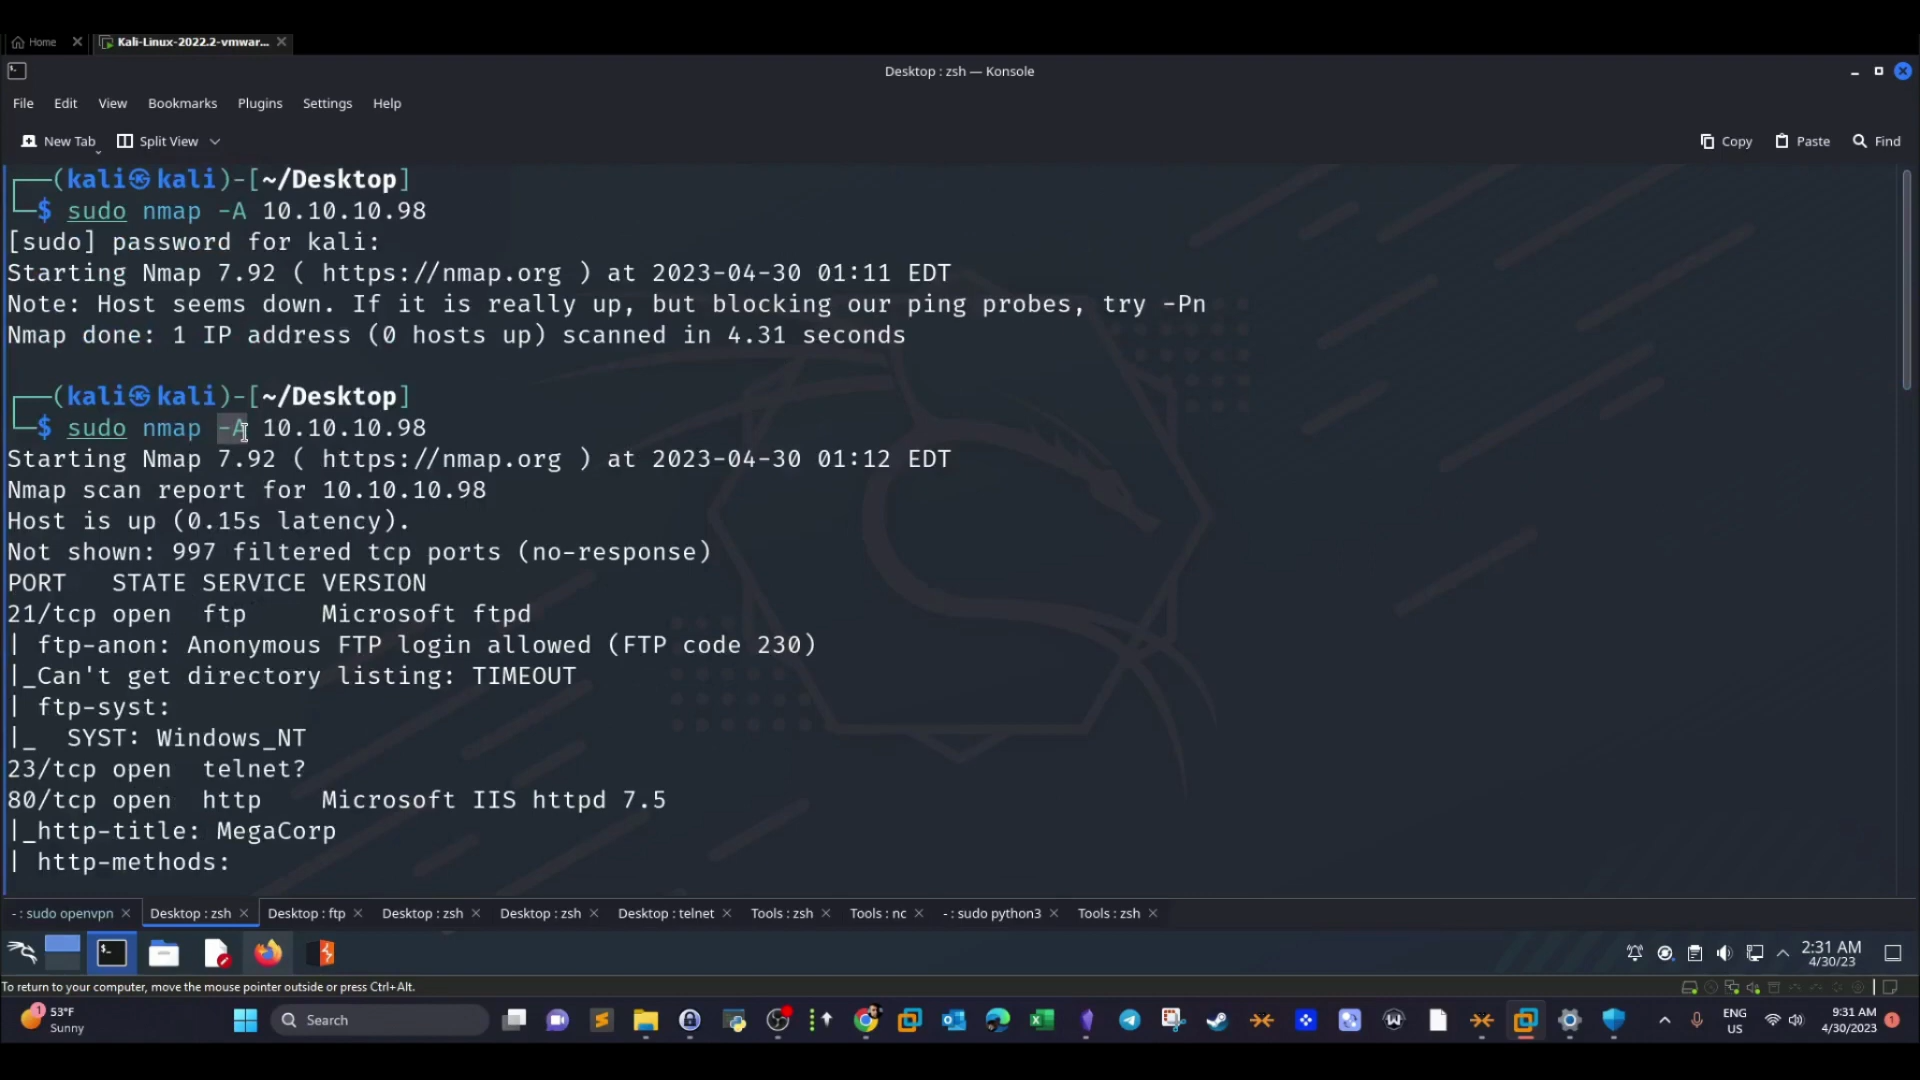 Home
Kali-Linux-2022.2-vmwar...
Desktop : zsh — Konsole
File Edit View Bookmarks Plugins Settings Help
New Tab Split View Copy Paste Find
(kali㉿kali)-[~/Desktop]
$ sudo nmap -A 10.10.10.98
[sudo] password for kali:
Starting Nmap 7.92 ( https://nmap.org ) at 2023-04-30 01:11 EDT
Note: Host seems down. If it is really up, but blocking our ping probes, try -Pn
Nmap done: 1 IP address (0 hosts up) scanned in 4.31 seconds
(kali㉿kali)-[~/Desktop]
$ sudo nmap -A 10.10.10.98
Starting Nmap 7.92 ( https://nmap.org ) at 2023-04-30 01:12 EDT
Nmap scan report for 10.10.10.98
Host is up (0.15s latency).
Not shown: 997 filtered tcp ports (no-response)
PORT STATE SERVICE VERSION
21/tcp open ftp Microsoft ftpd
| ftp-anon: Anonymous FTP login allowed (FTP code 230)
|_Can't get directory listing: TIMEOUT
| ftp-syst:
|_ SYST: Windows_NT
23/tcp open telnet?
80/tcp open http Microsoft IIS httpd 7.5
|_http-title: MegaCorp
| http-methods:
- : sudo openvpn Desktop : zsh Desktop : ftp Desktop : zsh Desktop : zsh Desktop : telnet Tools : zsh Tools : nc - : sudo python3 Tools : zsh
2:31 AM
4/30/23
To return to your computer, move the mouse pointer outside or press Ctrl+Alt.
1
53°F
Sunny
Search
ENG
US
9:31 AM
4/30/2023
1